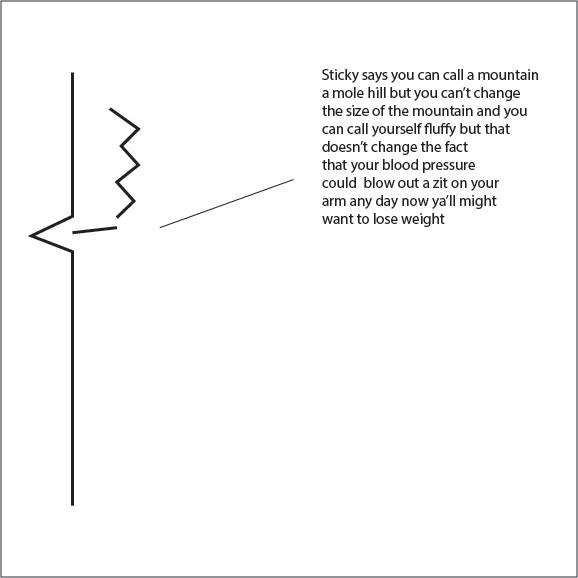 Sticky says you can call a mountain
a mole hill but you can't change
the size of the mountain and you
can call yourself fluffy but that
doesn't change the fact
that your blood pressure
could  blow out a zit on your
arm any day now ya'll might
want to lose weight